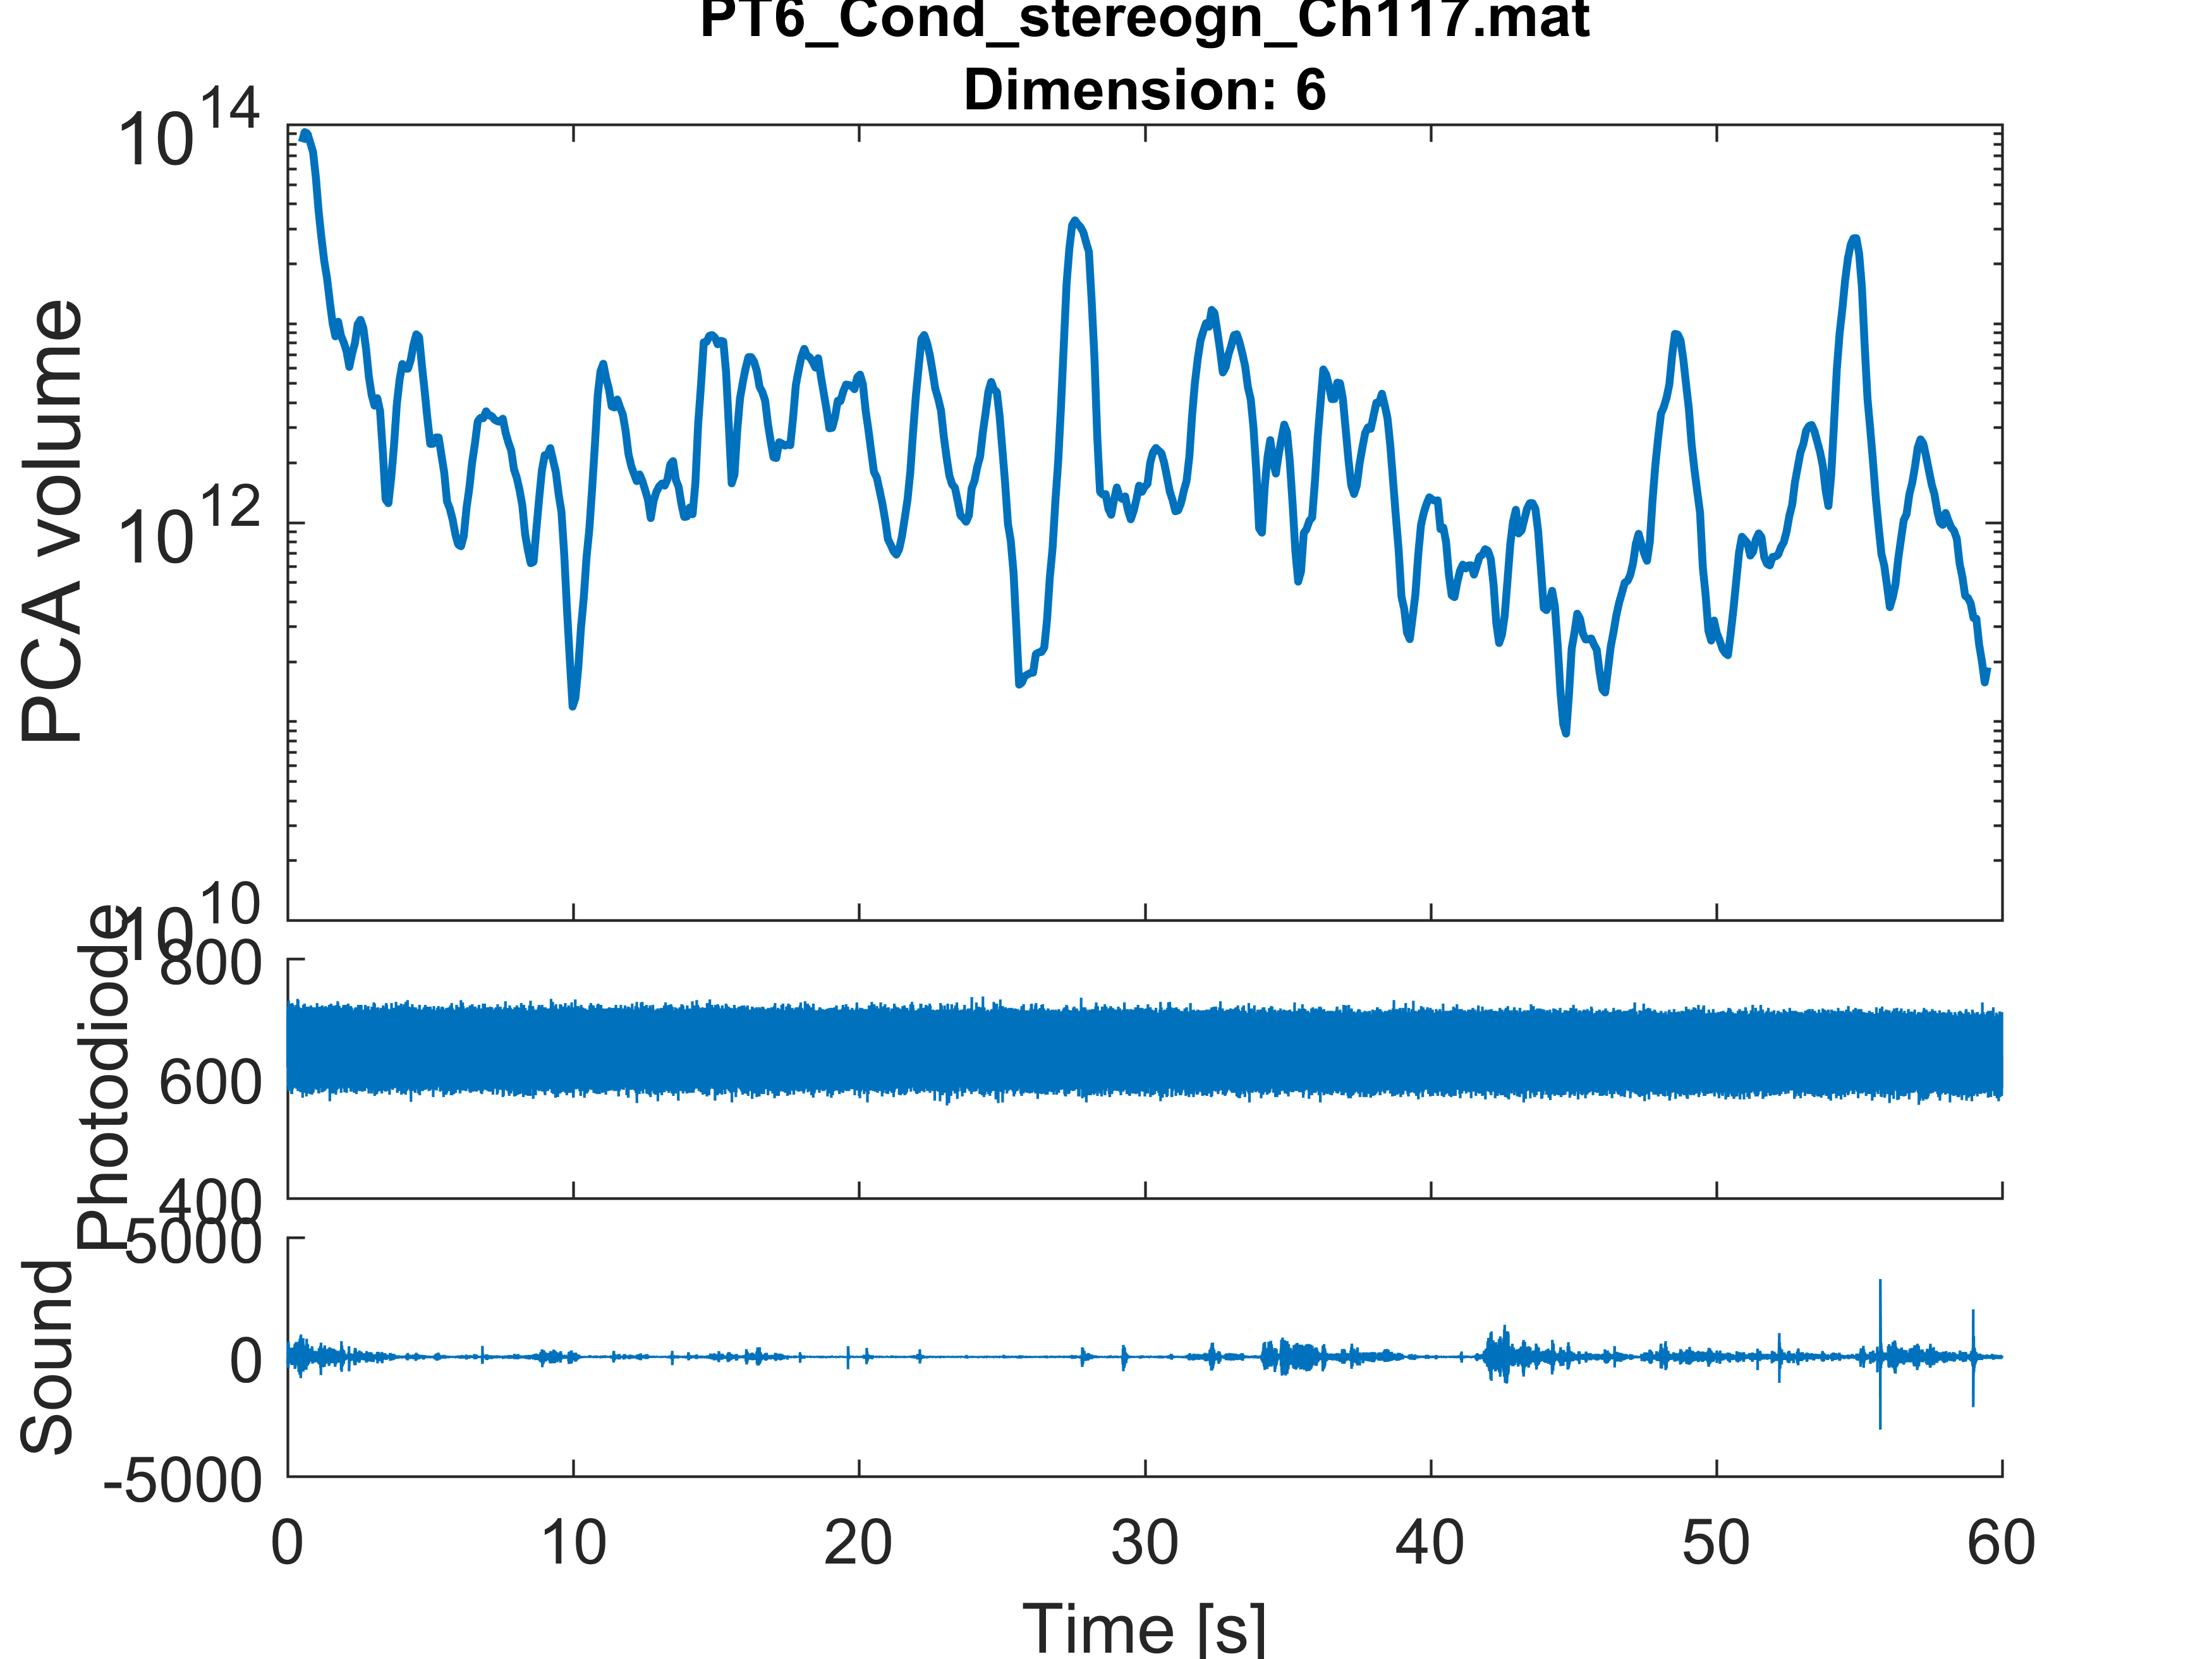 PT6_Cond_stereogn_Ch117.mat
Dimension: 6
PCA volume
10^14
10^12
10^10
Photodiode
800
600
400
Sound
5000
0
-5000
0 10 20 30 40 50 60
Time [s]